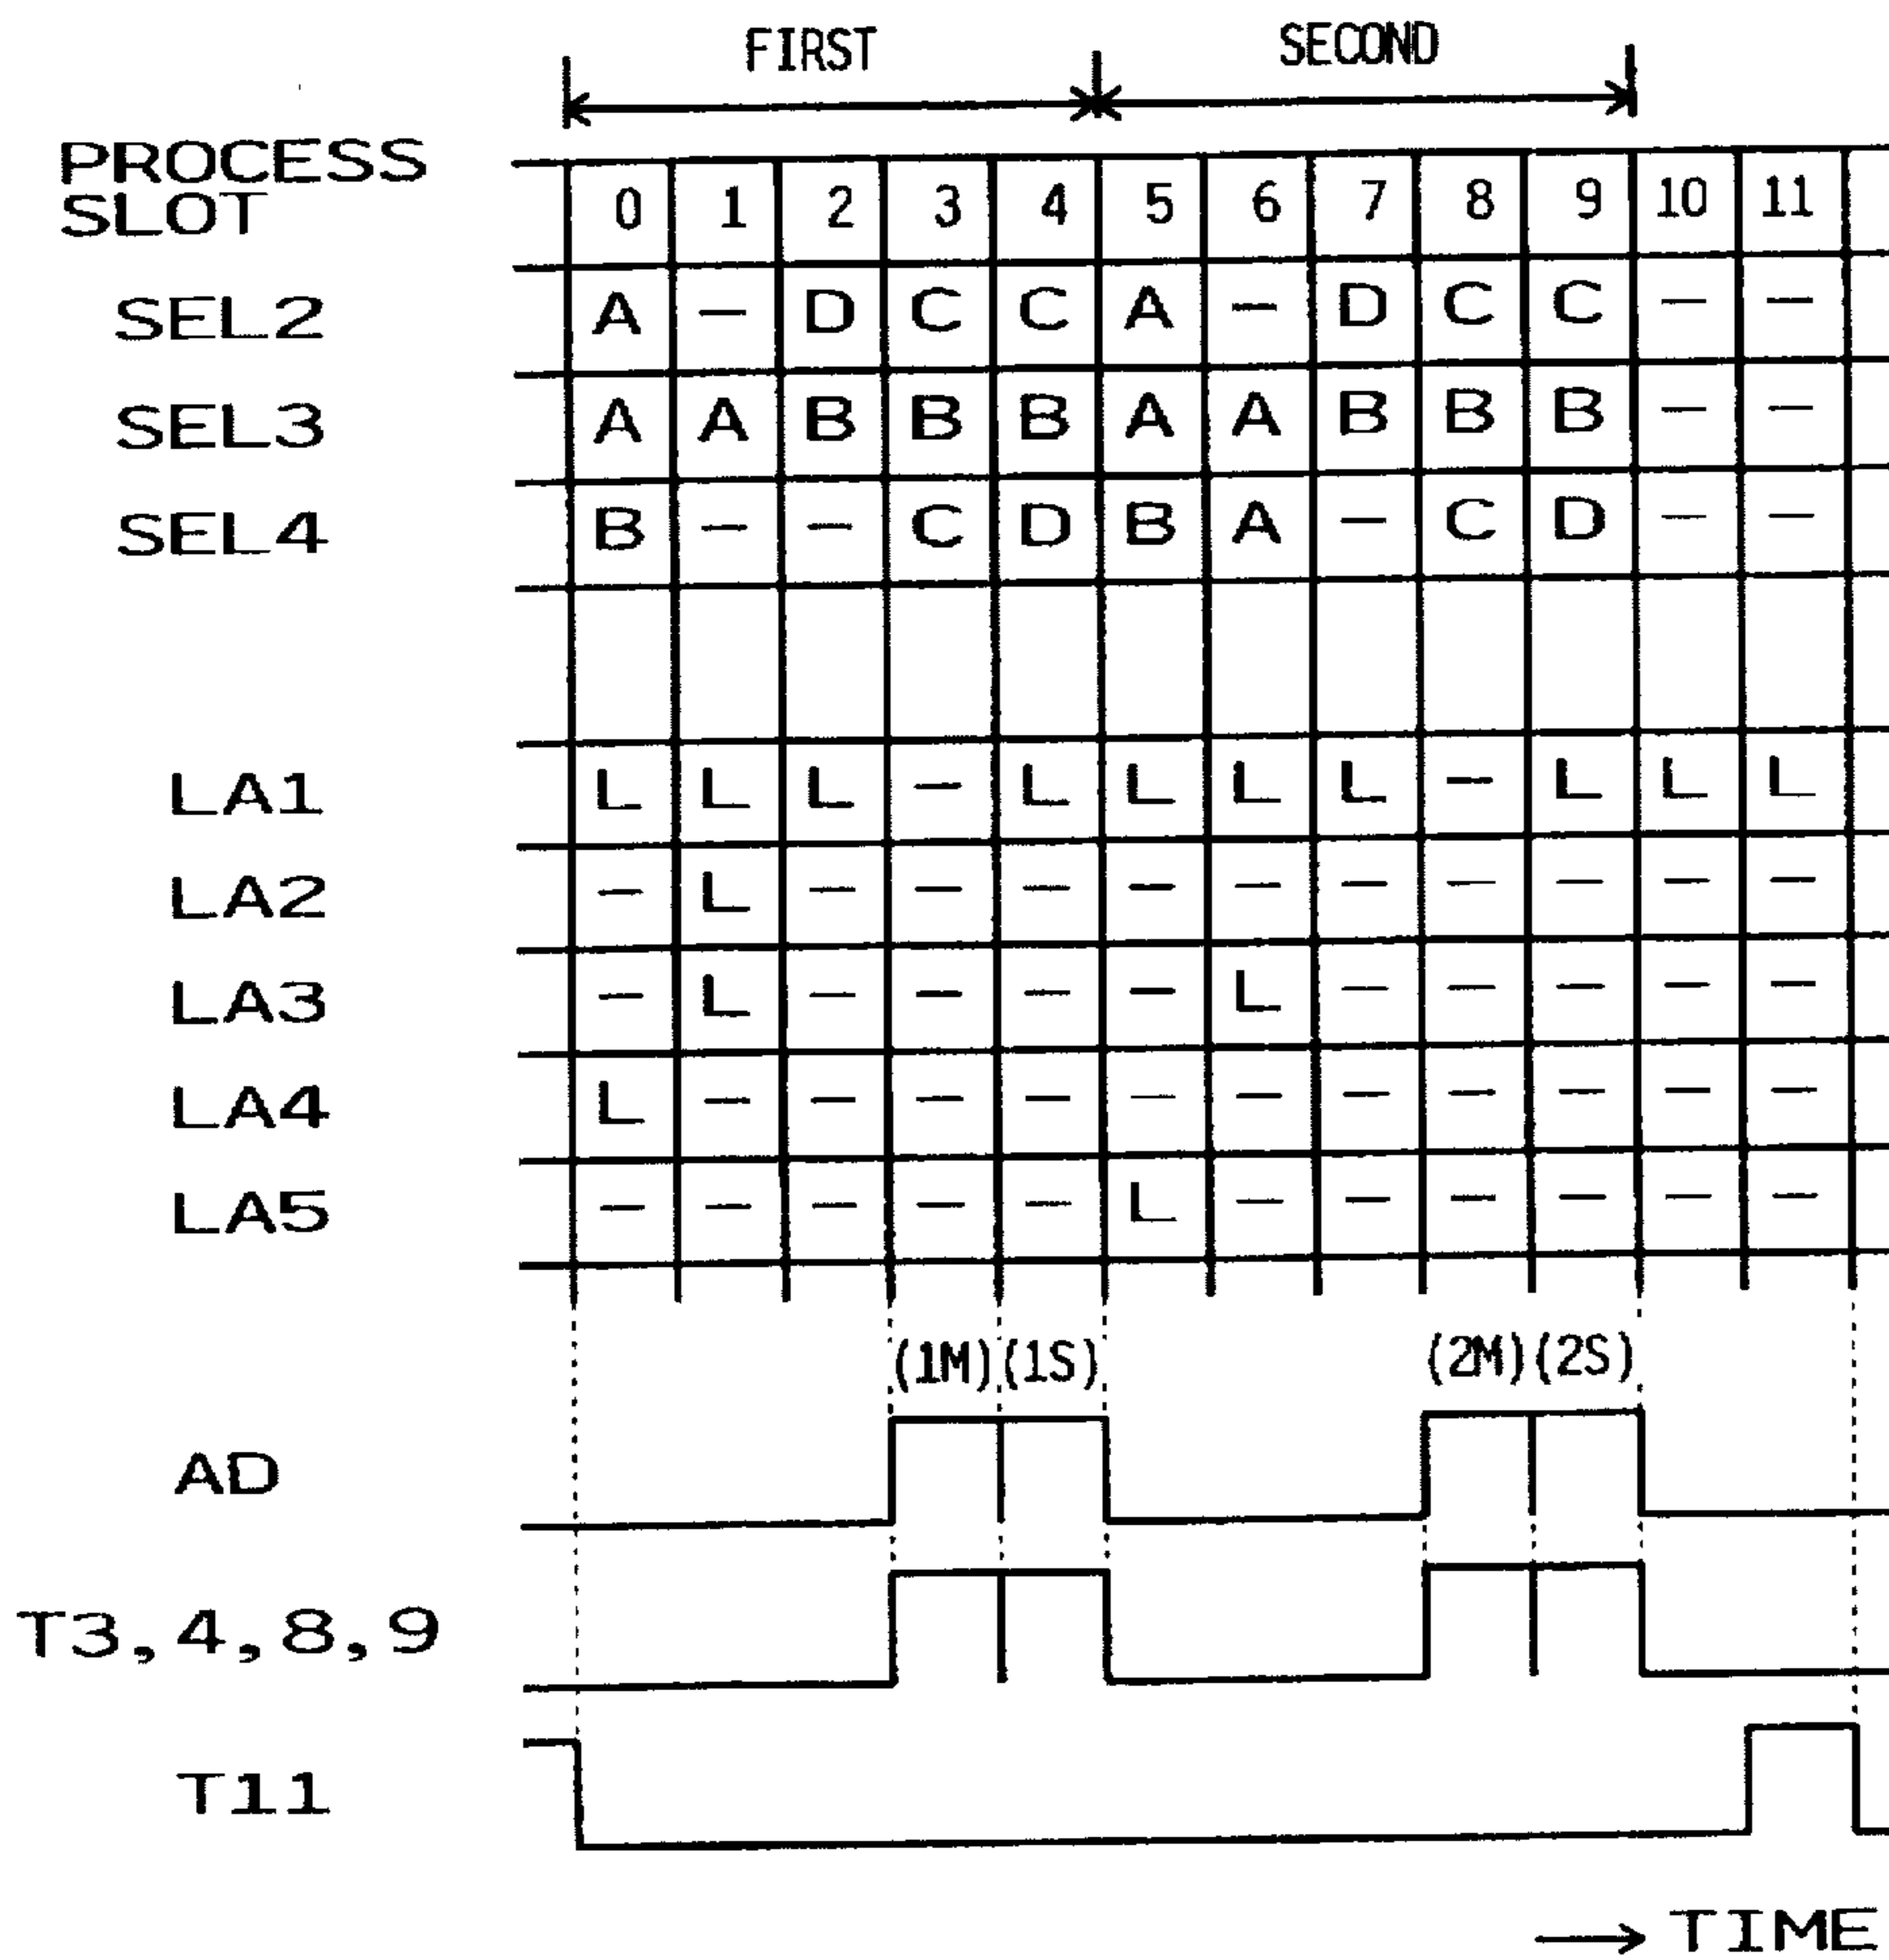 FIRST SECOND
PROCESS
SLOT 0 1 2 3 4 5 6 7 8 9 10 11
SEL2 A - D C C A - D C C - -
SEL3 A A B B B A A B B B - -
SEL4 B - - C D B A - C D - -
LA1 L L L - L L L L - L L L
LA2 - L - - - - - - - - - -
LA3 - L - - - - L - - - - -
LA4 L - - - - - - - - - - -
LA5 - - - - - L - - - - - -
(1M) (1S) (2M) (2S)
AD
T3,4,8,9
T11
→ TIME